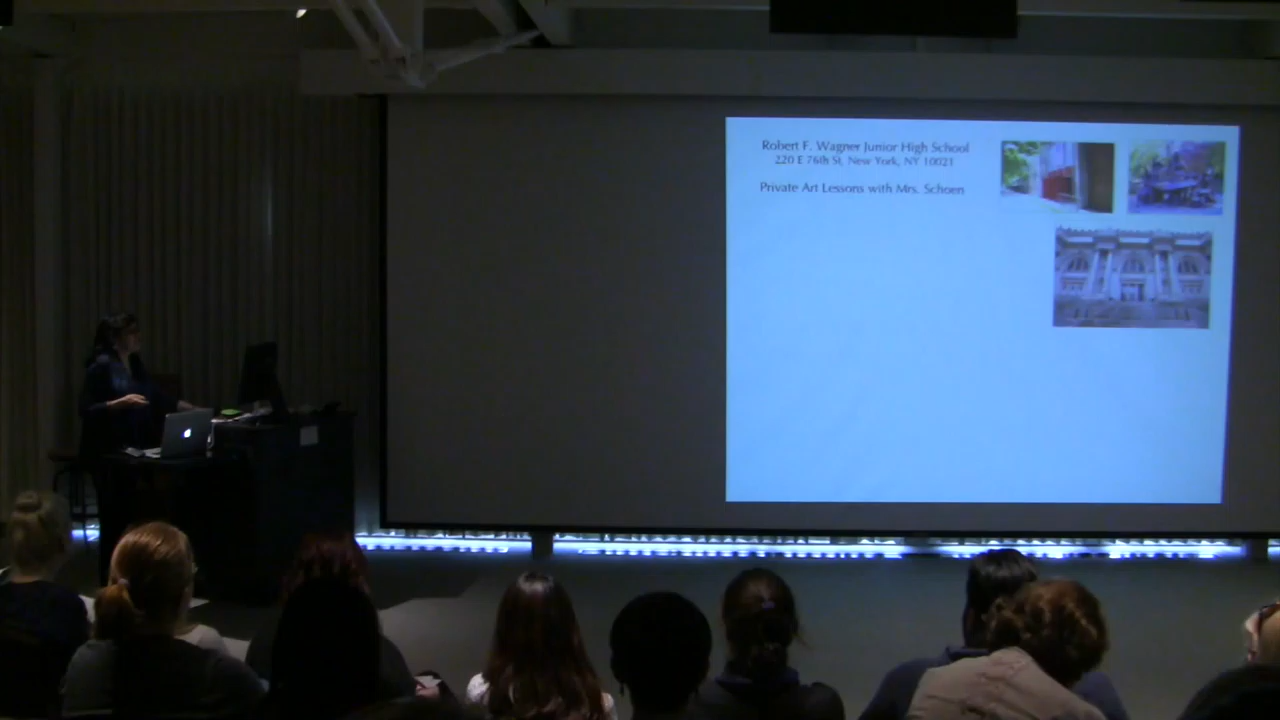 Robert F. Wagner Junior High School
220 E 76th St, New York, NY 10021
Private Art Lessons with Mrs. Schoen